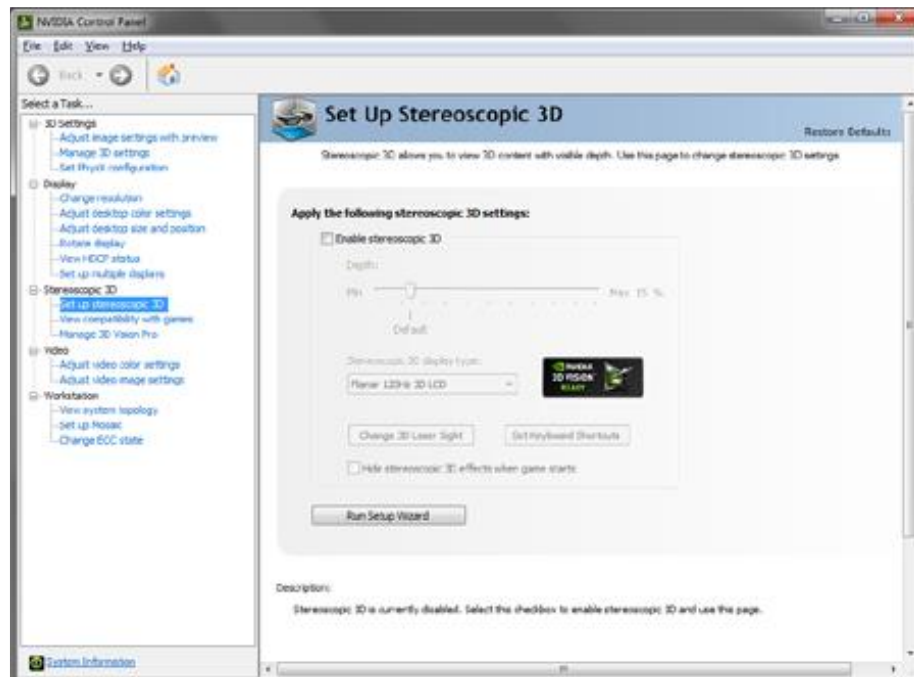 NVIDIA Control Panel
File Edit View Help
Back
Select a Task...
3D Settings
Adjust image settings with preview
Manage 3D settings
Set PhysX configuration
Display
Change resolution
Adjust desktop color settings
Adjust desktop size and position
Rotate display
View HDCP status
Set up multiple displays
Stereoscopic 3D
Set up stereoscopic 3D
View compatibility with games
Manage 3D Vision Pro
Video
Adjust video color settings
Adjust video image settings
Workstation
View system topology
Set up Mosaic
Change ECC state
System Information
Set Up Stereoscopic 3D
Restore Defaults
Stereoscopic 3D allows you to view 3D content with visible depth. Use this page to change stereoscopic 3D settings.
Apply the following stereoscopic 3D settings:
Enable stereoscopic 3D
Depth:
Min Max 15 %
Default
Stereoscopic 3D display type:
Planar 120Hz 3D LCD
NVIDIA
3D VISION
READY
Change 3D Laser Sight Set Keyboard Shortcuts
Hide stereoscopic 3D effects when game starts
Run Setup Wizard
Description:
Stereoscopic 3D is currently disabled. Select the checkbox to enable stereoscopic 3D and use the page.